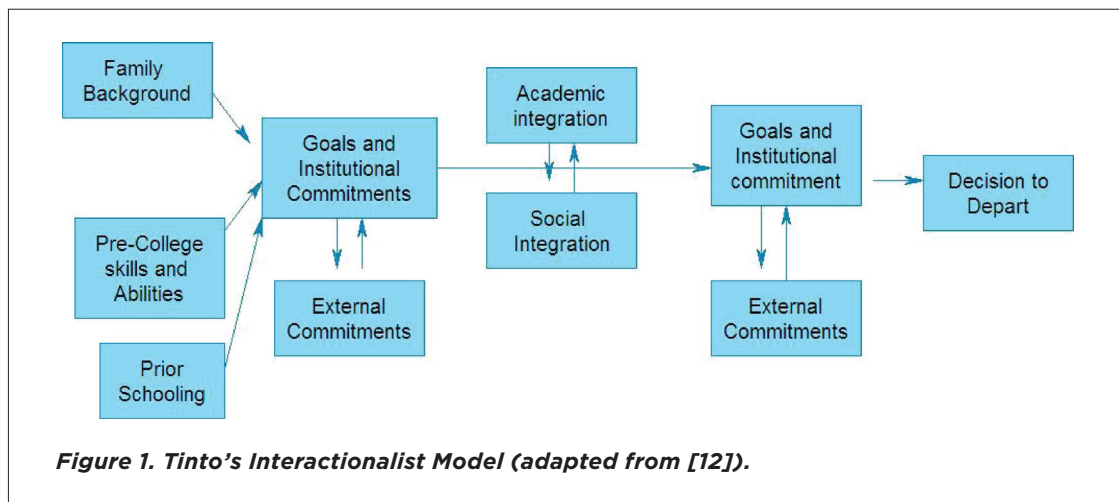 Family
Background
Pre-College
skills and
Abilities
Prior
Schooling
Goals and
Institutional
Commitments
External
Commitments
Academic
integration
Social
Integration
Goals and
Institutional
commitment
External
Commitments
Decision to
Depart
Figure 1. Tinto's Interactionalist Model (adapted from [12]).